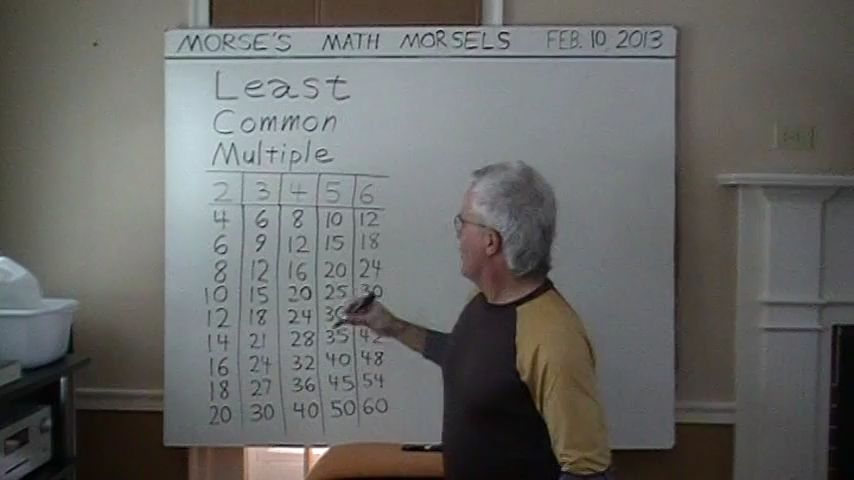 MORSE'S MATH MORSELS FEB. 10, 2013
Least
Common
Multiple
2 3 4 5 6
4 6 8 10 12
6 9 12 15 18
8 12 16 20 24
10 15 20 25 30
12 18 24
14 21 28 35 42
16 24 32 40 48
18 27 36 45 54
20 30 40 50 60